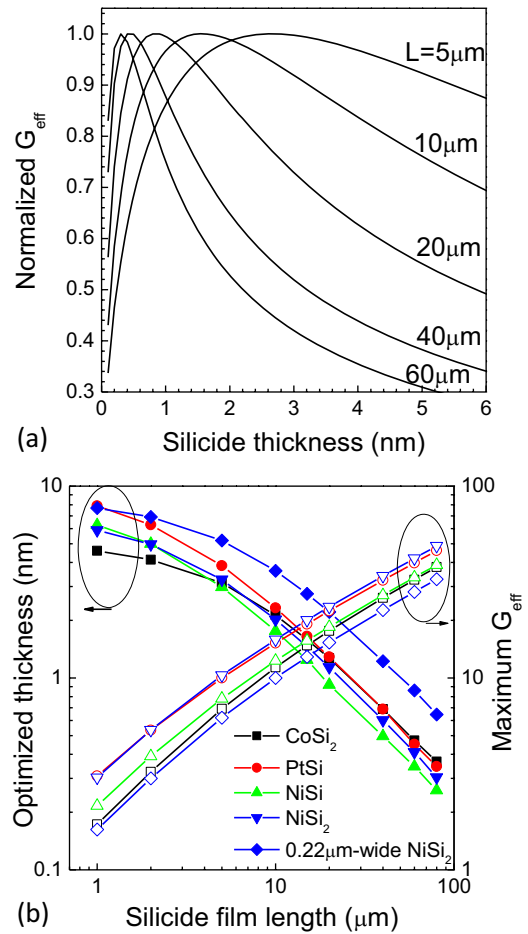 1.0
0.9
0.8
0.7
0.6
0.5
0.4
0.3
Normalized G_eff
L=5μm
10μm
20μm
40μm
60μm
0 1 2 3 4 5 6
(a) Silicide thickness (nm)
10
1
0.1
Optimized thickness (nm)
100
10
1
Maximum G_eff
CoSi₂
PtSi
NiSi
NiSi₂
0.22μm-wide NiSi₂
1 10 100
(b) Silicide film length (μm)